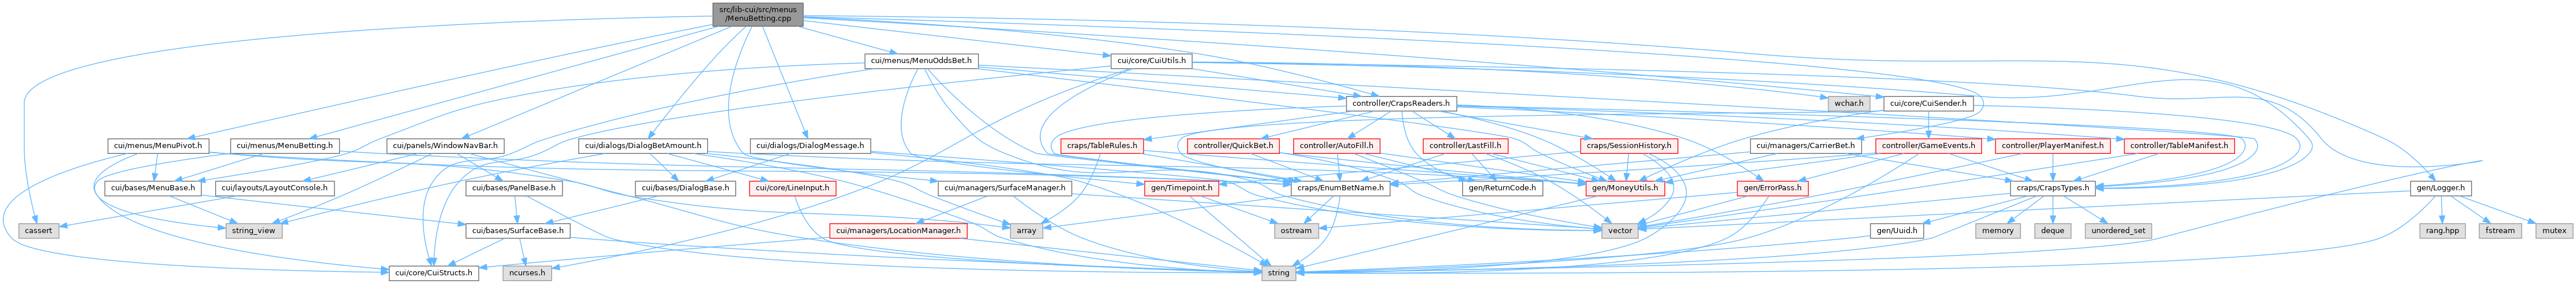 src/lib-cui/src/menus
/MenuBetting.cpp
cui/menus/MenuOddsBet.h
cui/core/CuiUtils.h
controller/CrapsReaders.h
wchar.h
cui/core/CuiSender.h
cui/menus/MenuPivot.h
cui/menus/MenuBetting.h
cui/panels/WindowNavBar.h
cui/dialogs/DialogBetAmount.h
cui/dialogs/DialogMessage.h
craps/TableRules.h
controller/QuickBet.h
controller/AutoFill.h
controller/LastFill.h
craps/SessionHistory.h
cui/managers/CarrierBet.h
controller/GameEvents.h
controller/PlayerManifest.h
controller/TableManifest.h
cui/bases/MenuBase.h
cui/layouts/LayoutConsole.h
cui/bases/PanelBase.h
cui/bases/DialogBase.h
cui/core/LineInput.h
cui/managers/SurfaceManager.h
gen/Timepoint.h
craps/EnumBetName.h
gen/ReturnCode.h
gen/MoneyUtils.h
gen/ErrorPass.h
craps/CrapsTypes.h
gen/Logger.h
cassert
string_view
cui/bases/SurfaceBase.h
cui/managers/LocationManager.h
array
ostream
vector
gen/Uuid.h
memory
deque
unordered_set
rang.hpp
fstream
mutex
cui/core/CuiStructs.h
ncurses.h
string